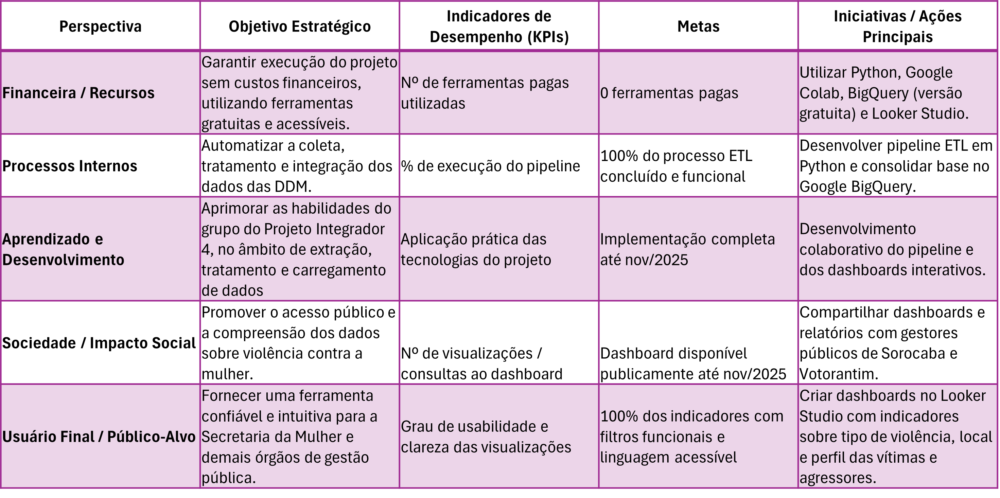 Perspectiva
Objetivo Estratégico
Indicadores de
Desempenho (KPIs)
Metas
Iniciativas / Ações
Principais
Financeira / Recursos
Garantir execução do projeto
sem custos financeiros,
utilizando ferramentas
gratuitas e acessíveis.
Nº de ferramentas pagas
utilizadas
0 ferramentas pagas
Utilizar Python, Google
Colab, BigQuery (versão
gratuita) e Looker Studio.
Processos Internos
Automatizar a coleta,
tratamento e integração dos
dados das DDM.
% de execução do pipeline
100% do processo ETL
concluído e funcional
Desenvolver pipeline ETL em
Python e consolidar base no
Google BigQuery.
Aprendizado e
Desenvolvimento
Aprimorar as habilidades do
grupo do Projeto Integrador
4, no âmbito de extração,
tratamento e carregamento
de dados
Aplicação prática das
tecnologias do projeto
Implementação completa
até nov/2025
Desenvolvimento
colaborativo do pipeline e
dos dashboards interativos.
Sociedade / Impacto Social
Promover o acesso público e
a compreensão dos dados
sobre violência contra a
mulher.
Nº de visualizações /
consultas ao dashboard
Dashboard disponível
publicamente até nov/2025
Compartilhar dashboards e
relatórios com gestores
públicos de Sorocaba e
Votorantim.
Usuário Final / Público-Alvo
Fornecer uma ferramenta
confiável e intuitiva para a
Secretaria da Mulher e
demais órgãos de gestão
pública.
Grau de usabilidade e
clareza das visualizações
100% dos indicadores com
filtros funcionais e
linguagem acessível
Criar dashboards no Looker
Studio com indicadores
sobre tipo de violência, local
e perfil das vítimas e
agressores.